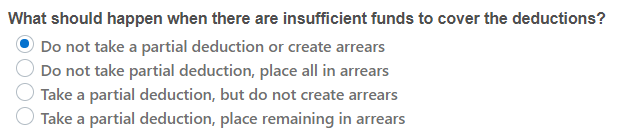 What should happen when there are insufficient funds to cover the deductions?
Do not take a partial deduction or create arrears
Do not take partial deduction, place all in arrears
Take a partial deduction, but do not create arrears
Take a partial deduction, place remaining in arrears